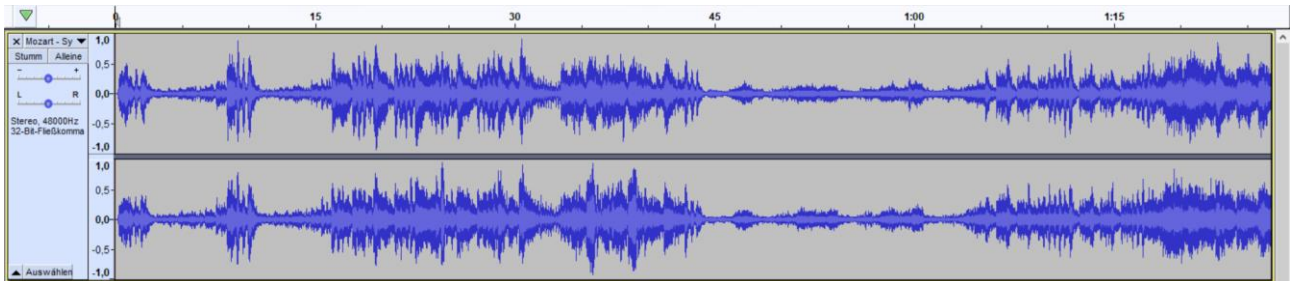 0 15 30 45 1:00 1:15
× Mozart - Sy ▼
Stumm Alleine
- +
L R
Stereo, 48000Hz
32-Bit-Fließkomma
▲ Auswählen
1,0
0,5-
0,0-
-0,5-
-1,0
1,0
0,5-
0,0-
-0,5-
-1,0